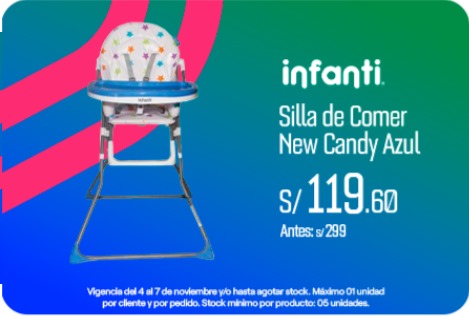 infanti
Silla de Comer
New Candy Azul
S/ 119.60
Antes: s/ 299
infanti
Vigencia del 4 al 7 de noviembre y/o hasta agotar stock. Máximo 01 unidad
por cliente y por pedido. Stock mínimo por producto: 05 unidades.